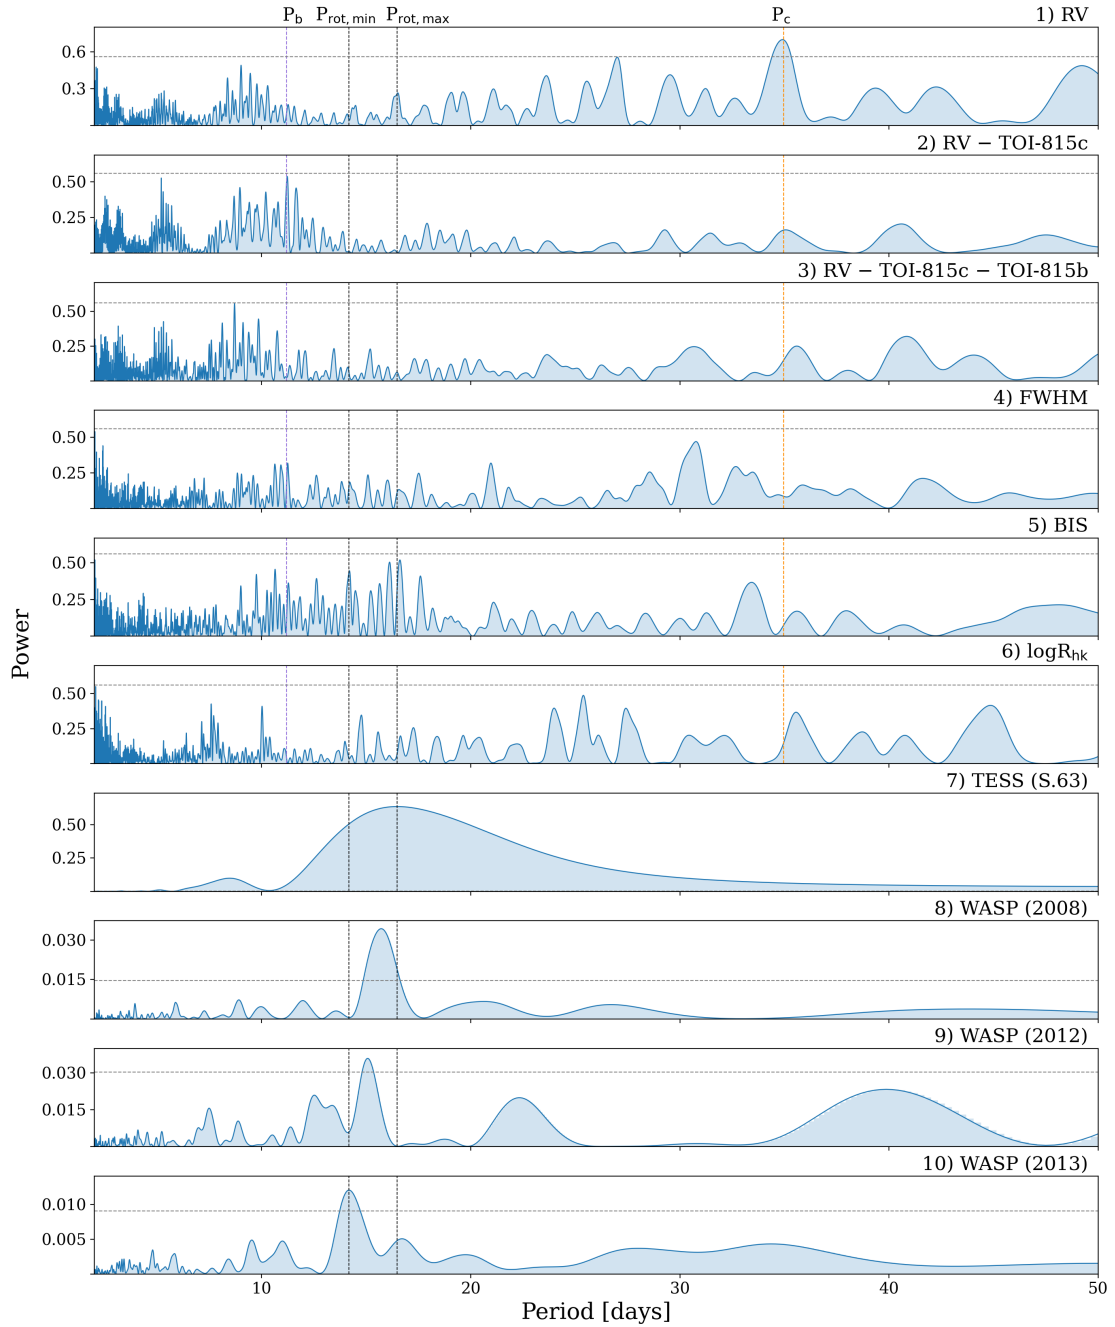 P_b P_rot, min P_rot, max P_c 1) RV
0.6
0.3
2) RV − TOI-815c
0.50
0.25
3) RV − TOI-815c − TOI-815b
0.50
0.25
4) FWHM
0.50
0.25
5) BIS
0.50
0.25
Power
6) logR_hk
0.50
0.25
7) TESS (S.63)
0.50
0.25
8) WASP (2008)
0.030
0.015
9) WASP (2012)
0.030
0.015
10) WASP (2013)
0.010
0.005
10 20 30 40 50
Period [days]